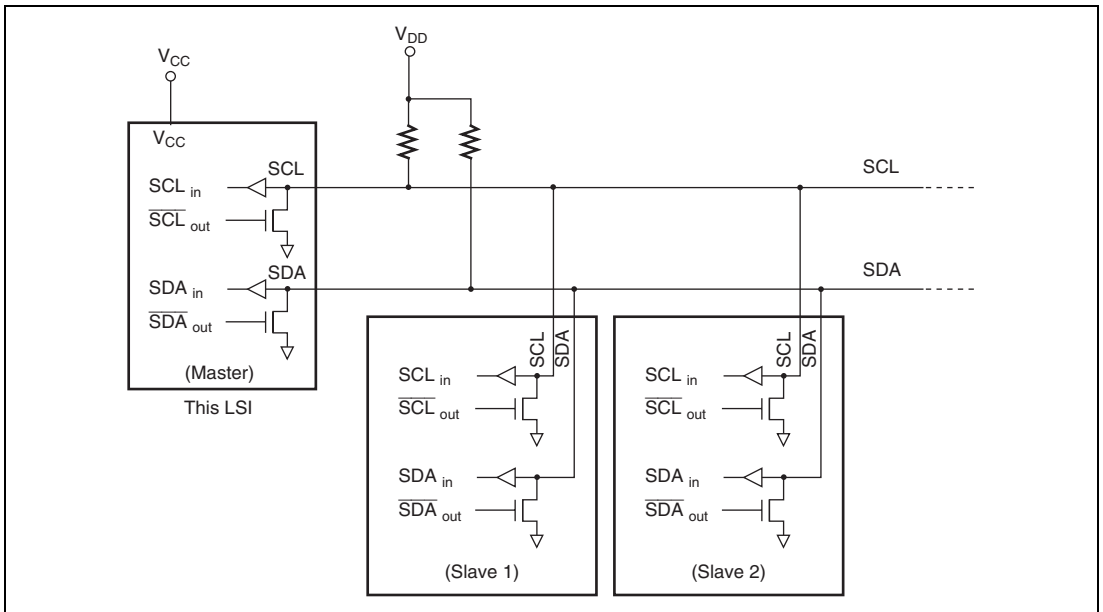 VDD
VCC
VCC
SCL
SCL in
SCL out
SCL
SDA
SDA in
SDA out
SDA
(Master)
This LSI
SCL
SDA
SCL in
SCL out
SDA in
SDA out
(Slave 1)
SCL
SDA
SCL in
SCL out
SDA in
SDA out
(Slave 2)